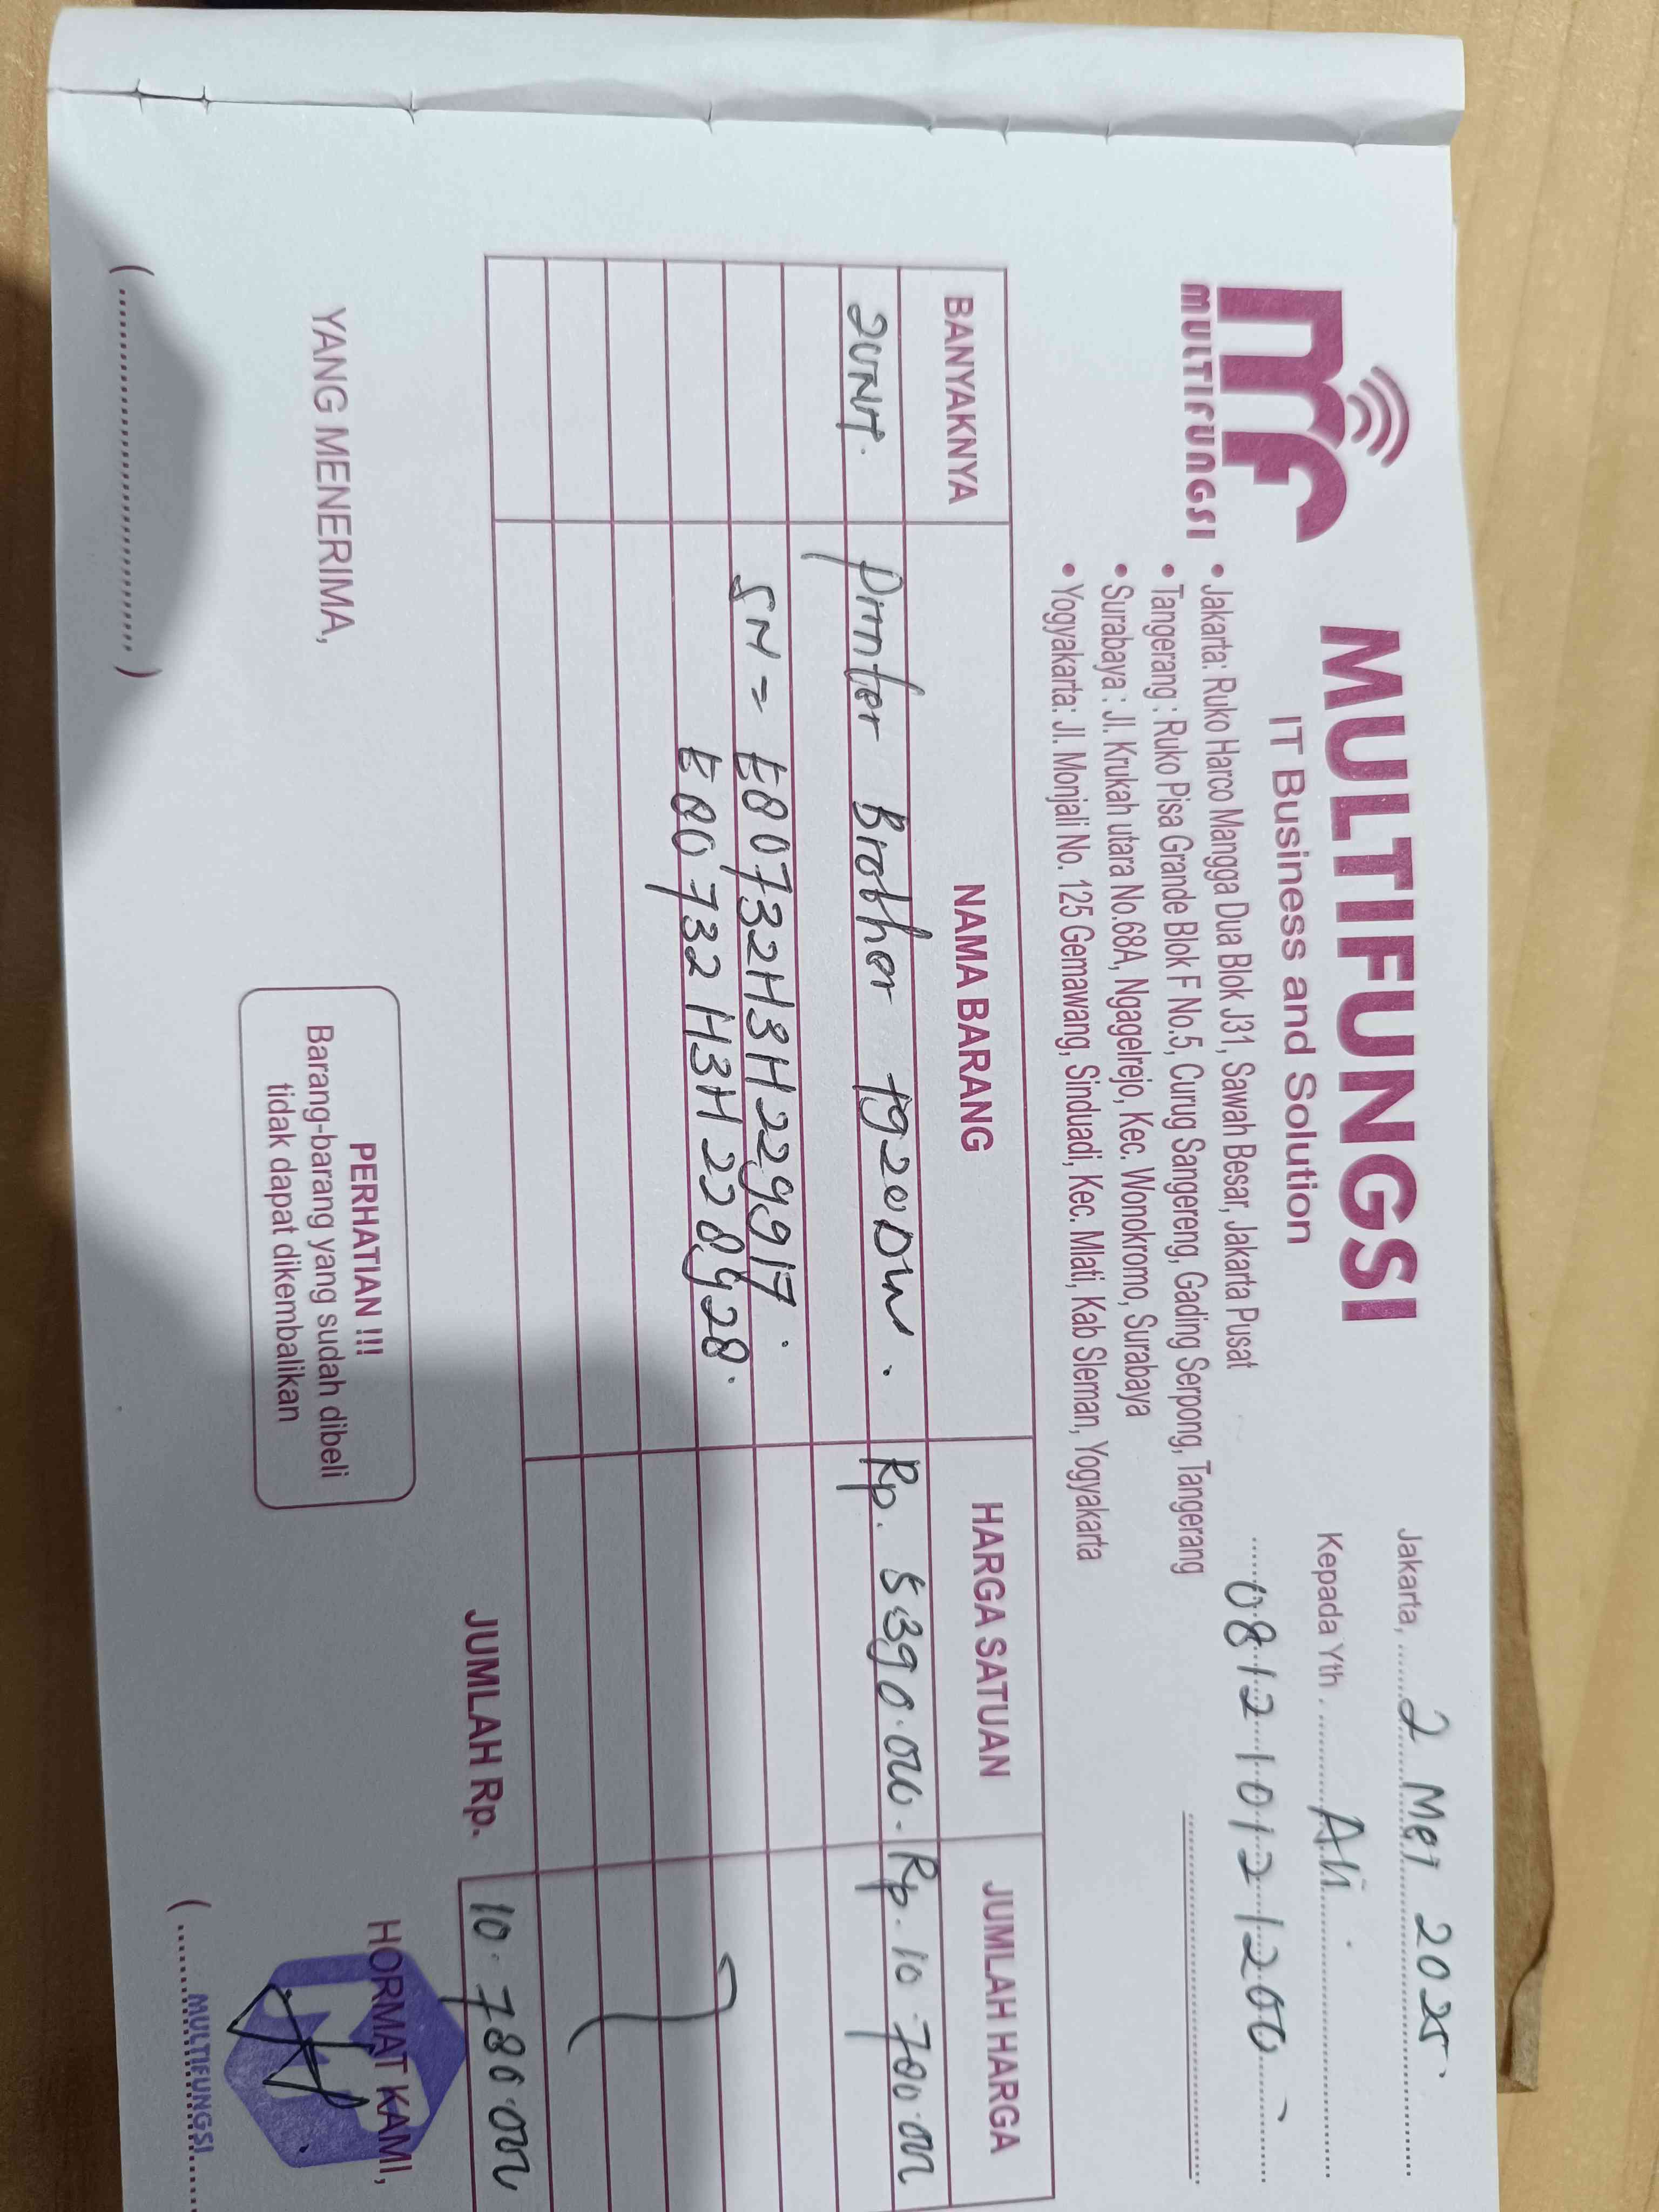 MULTIFUNGSI
MULTIFUNGSI
IT Business and Solution
• Jakarta: Ruko Harco Mangga Dua Blok J31, Sawah Besar, Jakarta Pusat
• Tangerang : Ruko Pisa Grande Blok F No.5, Curug Sangereng, Gading Serpong, Tangerang
• Surabaya : Jl. Krukah utara No.68A, Ngagelrejo, Kec. Wonokromo, Surabaya
• Yogyakarta: Jl. Monjali No. 125 Gemawang, Sinduadi, Kec. Mlati, Kab Sleman, Yogyakarta
Jakarta, 2 Mei 2025
Kepada Yth. Ali
0812 1012 1200
BANYAKNYA NAMA BARANG HARGA SATUAN JUMLAH HARGA
2 UNIT. Printer Brother T920DW. Rp. 5390.000.- Rp. 10.780.000
SN = E80732H3H229917.
E80732H3H228928.
JUMLAH Rp. 10.780.000
YANG MENERIMA,
(....................................)
PERHATIAN !!!
Barang-barang yang sudah dibeli
tidak dapat dikembalikan
HORMAT KAMI,
MULTIFUNGSI